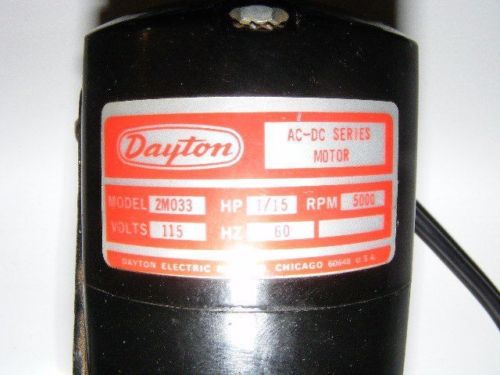 Dayton
AC-DC SERIES
MOTOR
MODEL 2M033 HP 1/15 RPM 5000
VOLTS 115 HZ 60
DAYTON ELECTRIC CHICAGO 60648 U.S.A.